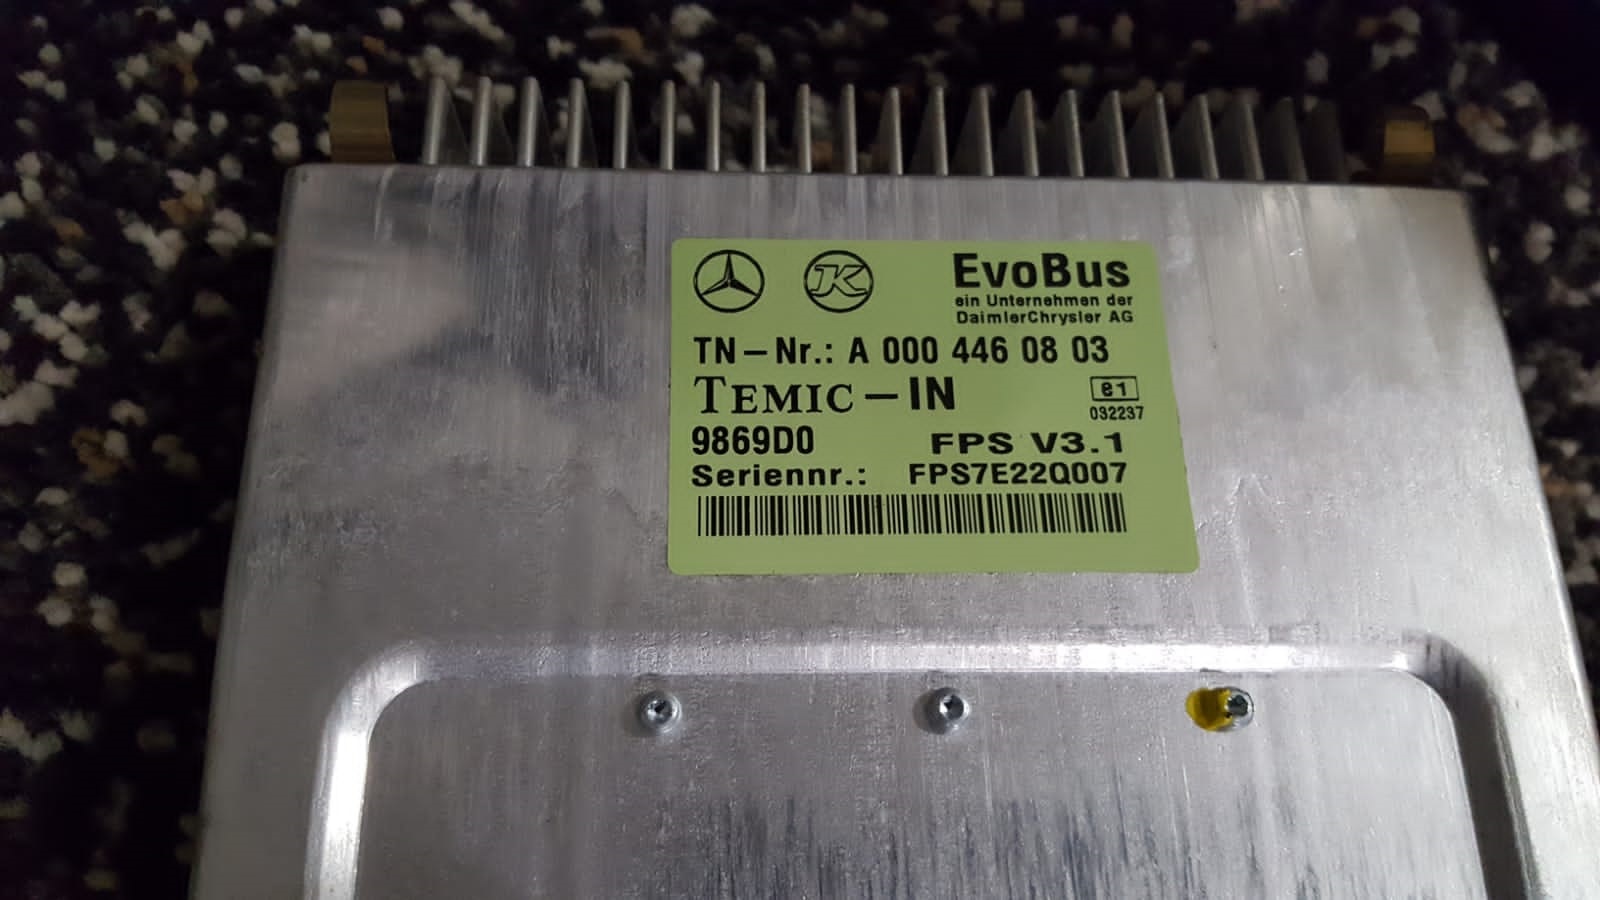 K EvoBus
ein Unternehmen der
DaimlerChrysler AG
TN-Nr.: A 000 446 08 03
TEMIC-IN e1
032237
9869D0 FPS V3.1
Seriennr.: FPS7E22Q007